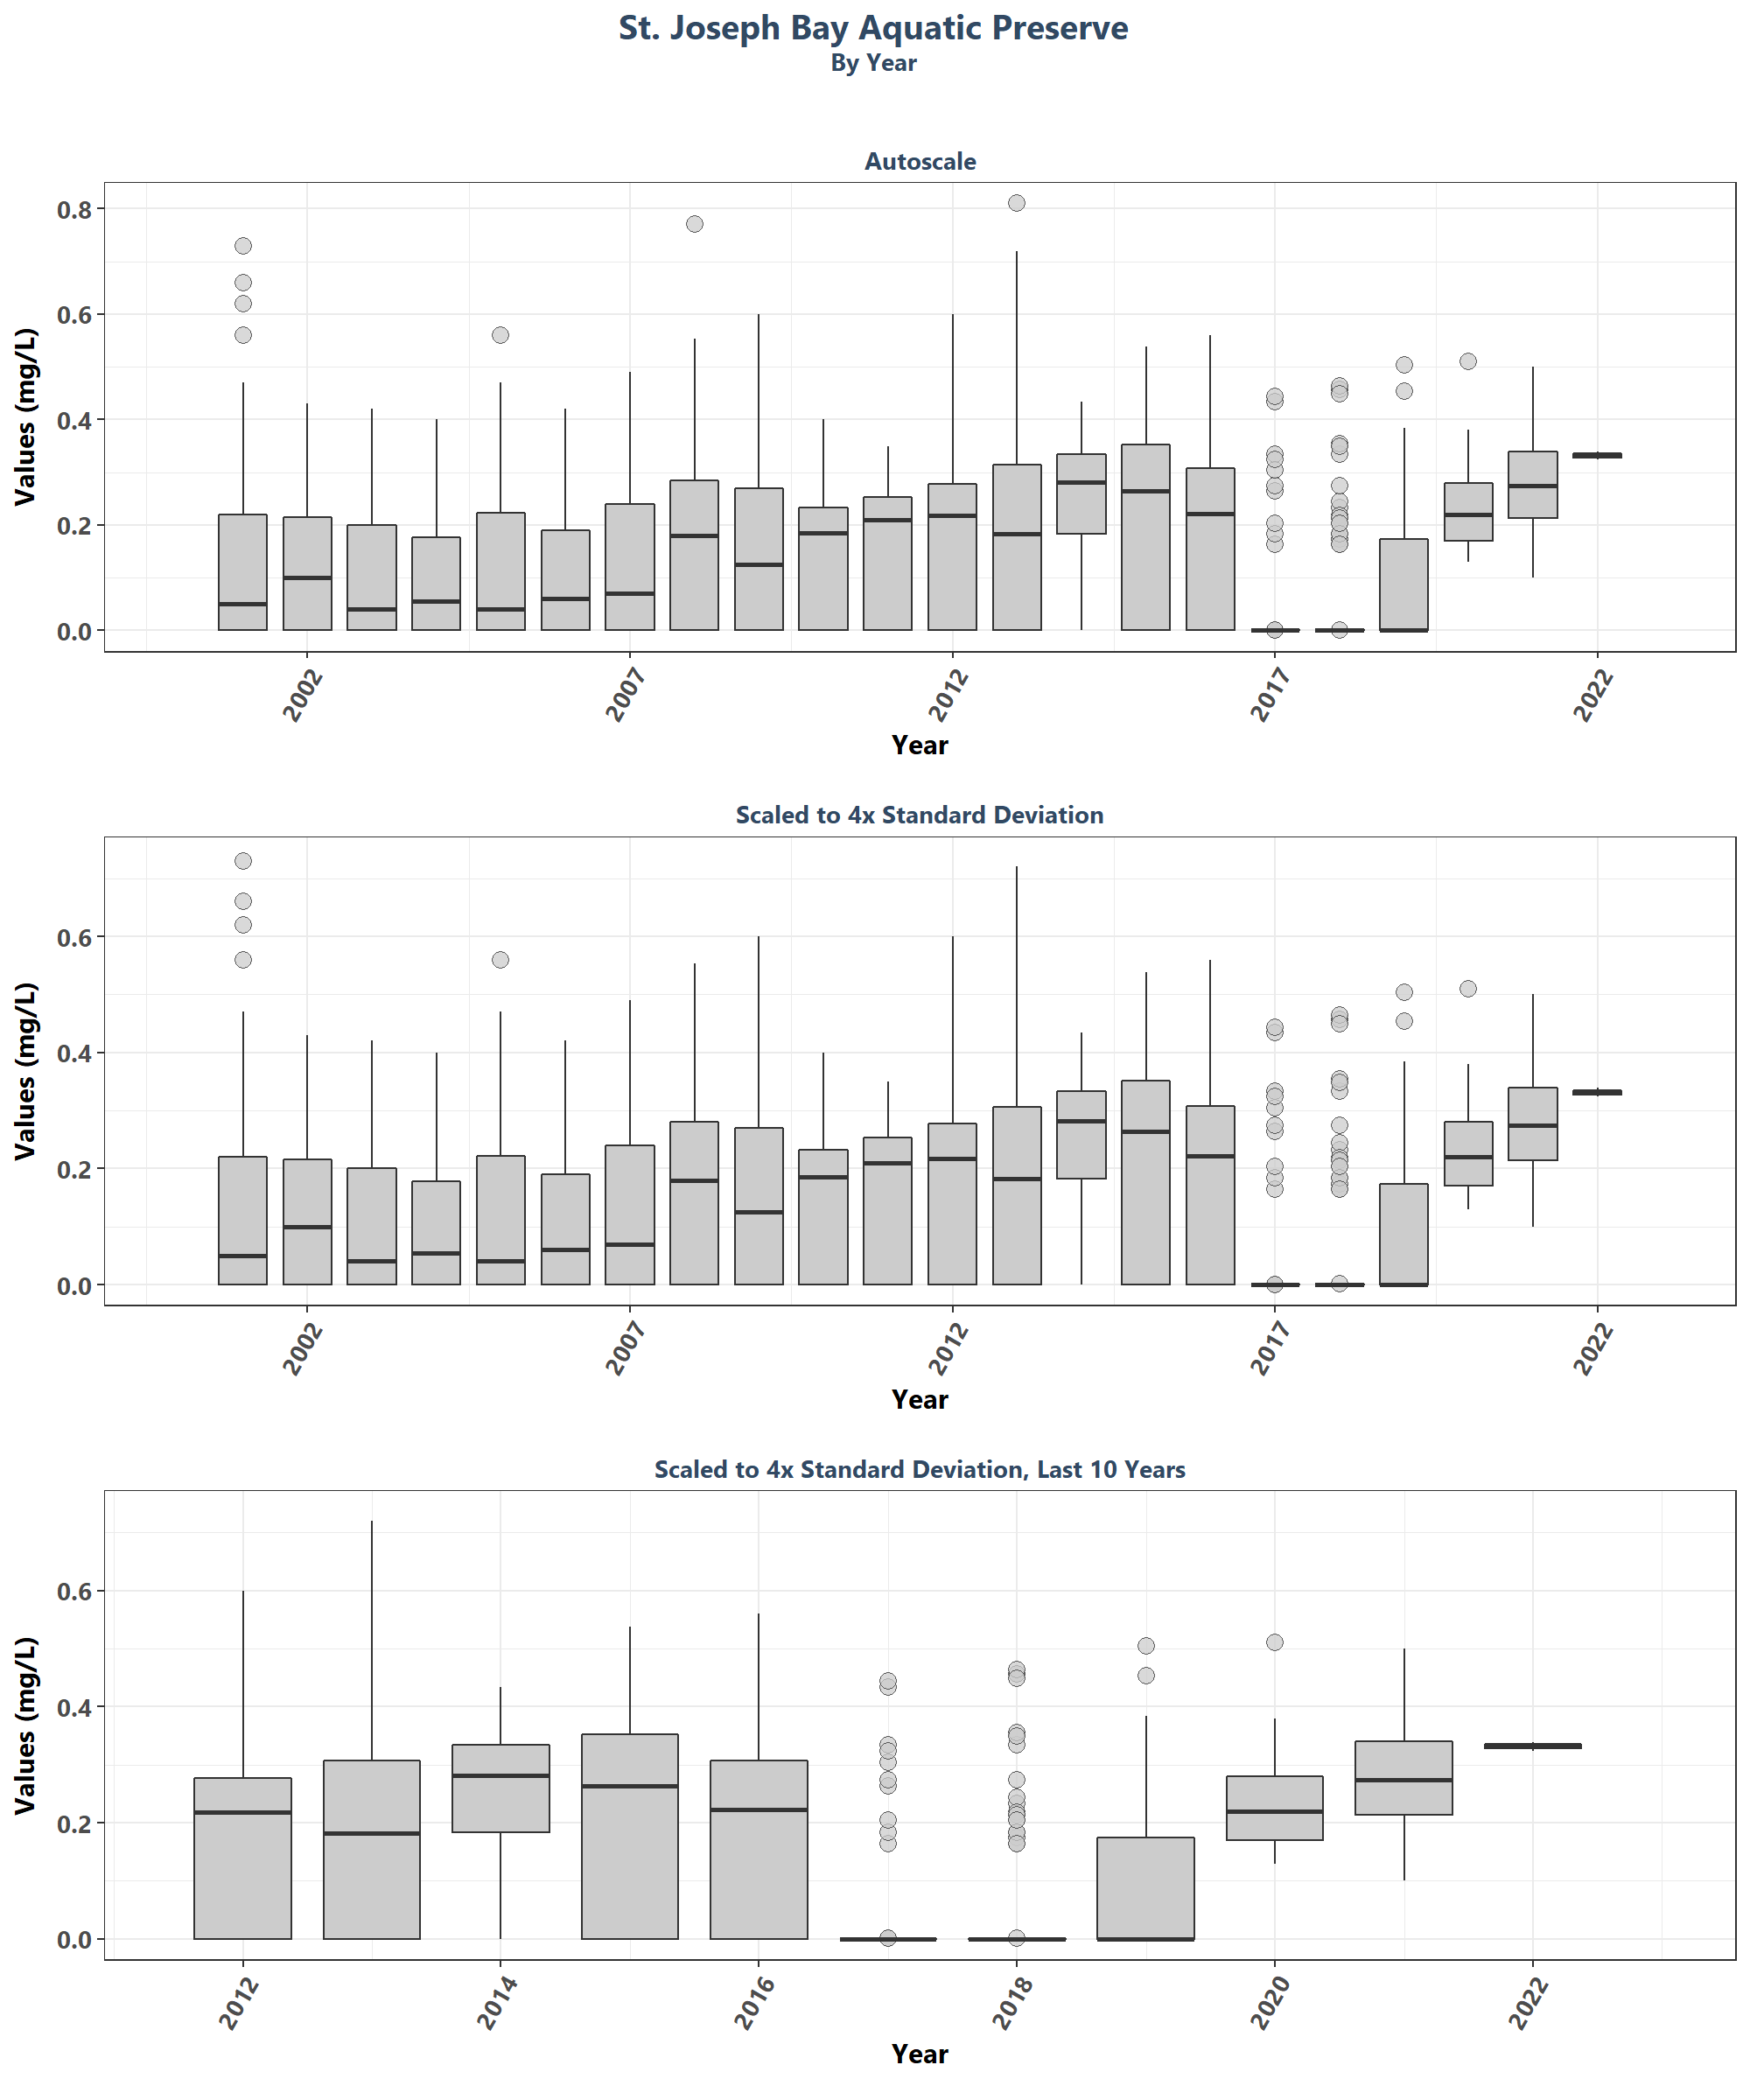 St. Joseph Bay Aquatic Preserve
By Year
Autoscale
Values (mg/L)
0.8
0.6
0.4
0.2
0.0
2002 2007 2012 2017 2022
Year
Scaled to 4x Standard Deviation
Values (mg/L)
0.6
0.4
0.2
0.0
2002 2007 2012 2017 2022
Year
Scaled to 4x Standard Deviation, Last 10 Years
Values (mg/L)
0.6
0.4
0.2
0.0
2012 2014 2016 2018 2020 2022
Year